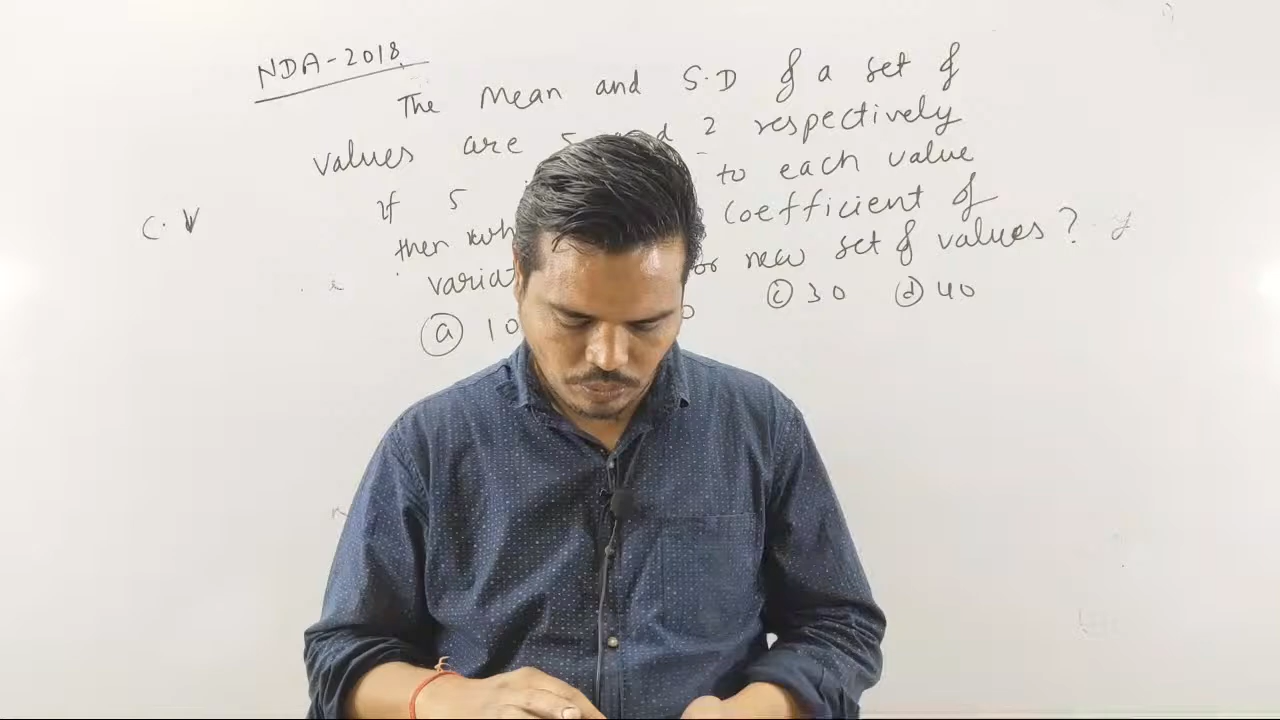 NDA-2018
The Mean and S.D of a set of
values are 2 respectively
If 5 to each value
then coefficient of
new set of values?
C.V
(a) 10 (c) 30 (d) 40